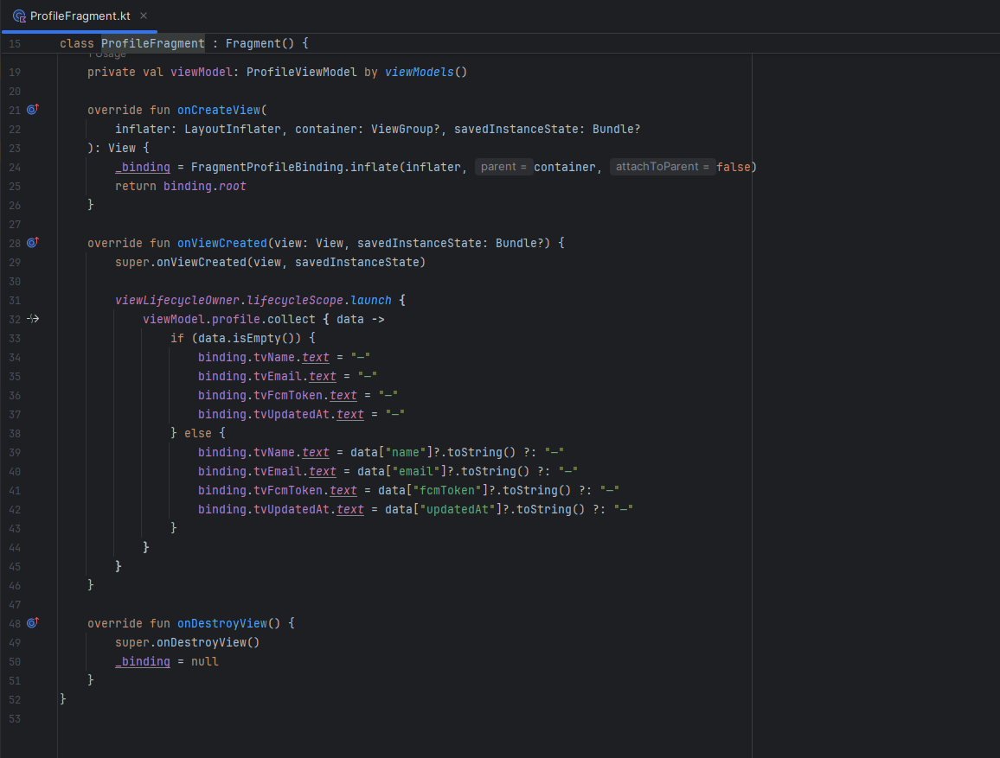 ProfileFragment.kt
15 class ProfileFragment : Fragment() {
1 Usage
19 private val viewModel: ProfileViewModel by viewModels()
20
21 override fun onCreateView(
22 inflater: LayoutInflater, container: ViewGroup?, savedInstanceState: Bundle?
23 ): View {
24 _binding = FragmentProfileBinding.inflate(inflater, parent = container, attachToParent = false)
25 return binding.root
26 }
27
28 override fun onViewCreated(view: View, savedInstanceState: Bundle?) {
29 super.onViewCreated(view, savedInstanceState)
30
31 viewLifecycleOwner.lifecycleScope.launch {
32 viewModel.profile.collect { data ->
33 if (data.isEmpty()) {
34 binding.tvName.text = "—"
35 binding.tvEmail.text = "—"
36 binding.tvFcmToken.text = "—"
37 binding.tvUpdatedAt.text = "—"
38 } else {
39 binding.tvName.text = data["name"]?.toString() ?: "—"
40 binding.tvEmail.text = data["email"]?.toString() ?: "—"
41 binding.tvFcmToken.text = data["fcmToken"]?.toString() ?: "—"
42 binding.tvUpdatedAt.text = data["updatedAt"]?.toString() ?: "—"
43 }
44 }
45 }
46 }
47
48 override fun onDestroyView() {
49 super.onDestroyView()
50 _binding = null
51 }
52 }
53